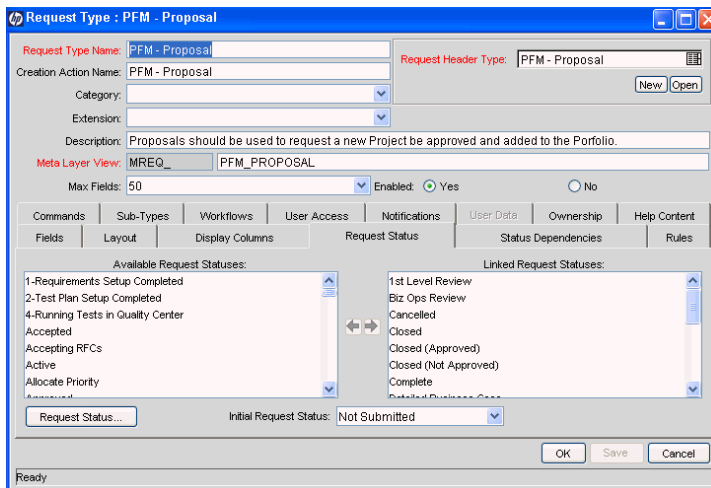 hp Request Type : PFM - Proposal
Request Type Name: PFM - Proposal
Request Header Type: PFM - Proposal
Creation Action Name: PFM - Proposal
New Open
Category:
Extension:
Description: Proposals should be used to request a new Project be approved and added to the Porfolio.
Meta Layer View: MREQ_ PFM_PROPOSAL
Max Fields: 50 Enabled: Yes No
Commands Sub-Types Workflows User Access Notifications User Data Ownership Help Content
Fields Layout Display Columns Request Status Status Dependencies Rules
Available Request Statuses: Linked Request Statuses:
1-Requirements Setup Completed 1st Level Review
2-Test Plan Setup Completed Biz Ops Review
4-Running Tests in Quality Center Cancelled
Accepted Closed
Accepting RFCs Closed (Approved)
Active Closed (Not Approved)
Allocate Priority Complete
Approved Detailed Business Case
Request Status... Initial Request Status: Not Submitted
OK Save Cancel
Ready